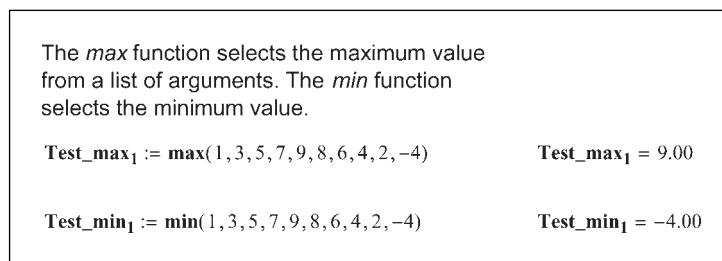 The max function selects the maximum value
from a list of arguments. The min function
selects the minimum value.
Test_max₁ := max(1,3,5,7,9,8,6,4,2,−4) Test_max₁ = 9.00
Test_min₁ := min(1,3,5,7,9,8,6,4,2,−4) Test_min₁ = −4.00